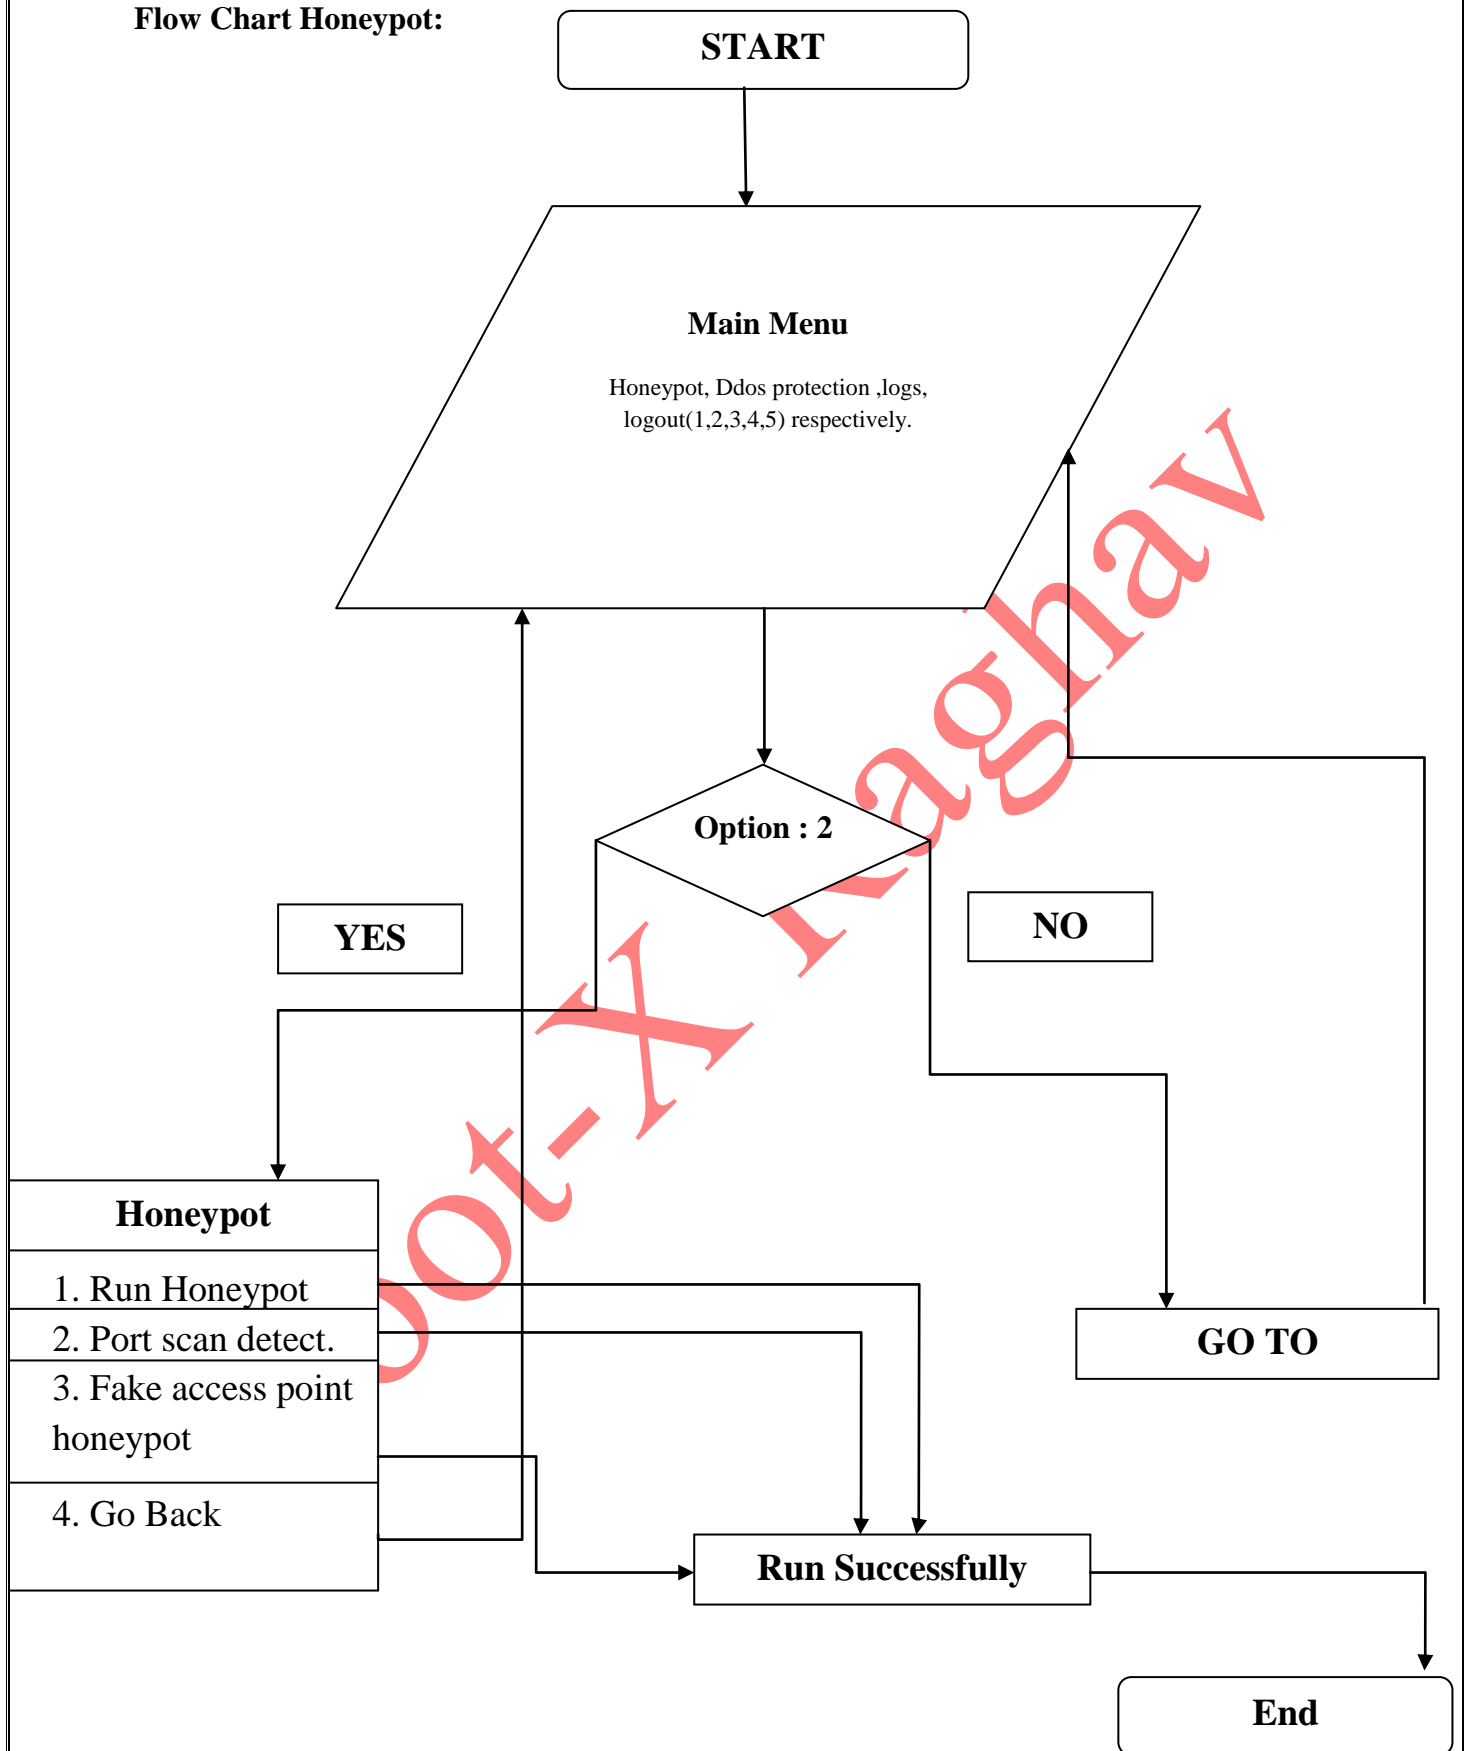 Flow Chart Honeypot:
START
Main Menu
Honeypot, Ddos protection ,logs,
logout(1,2,3,4,5) respectively.
Option : 2
YES
NO
Honeypot
1. Run Honeypot
2. Port scan detect.
3. Fake access point
honeypot
4. Go Back
GO TO
Run Successfully
End